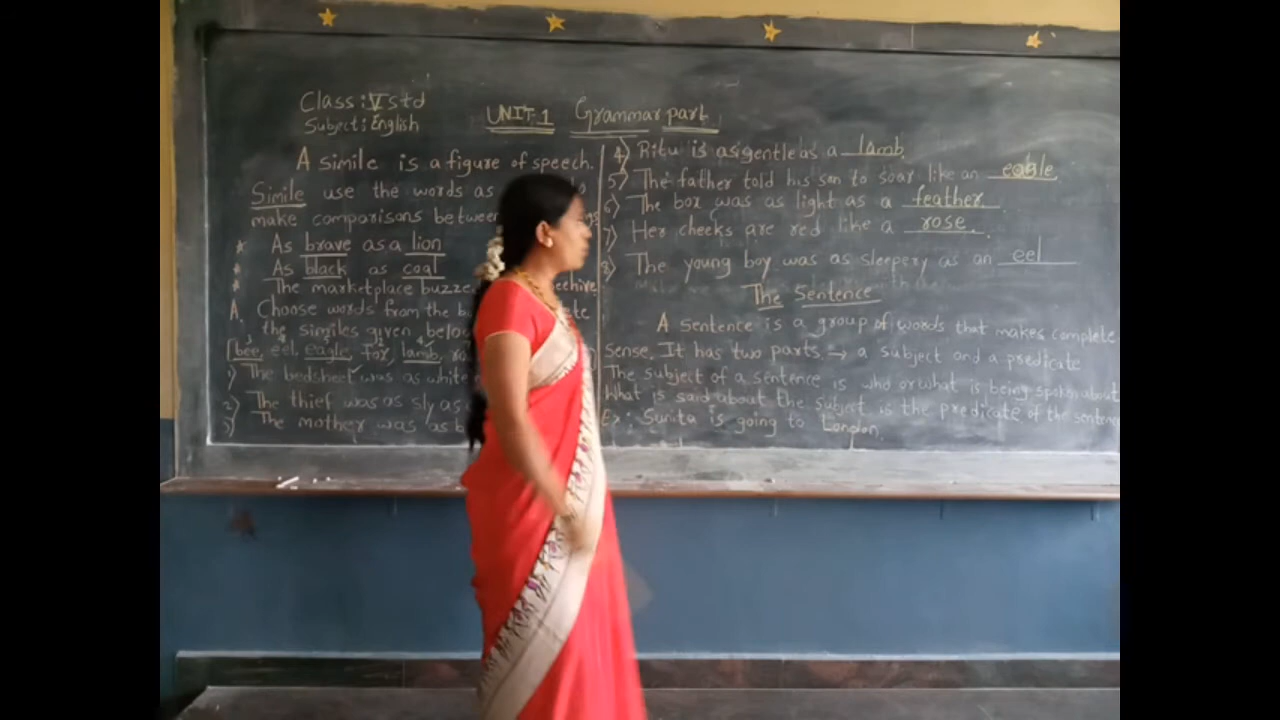 Class: V std
Subject: English
UNIT.1 Grammar part
A simile is a figure of speech.
Simile use the words as
make comparisons between
* As brave as a lion
* As black as coal
* The marketplace buzze
A. Choose words from the
the similes given below
[bee, eel, eagle, fox, lamb,
1) The bedsheet was as white
2) The thief was as sly as
3) The mother was as b
4) Ritu is as gentle as a lamb.
5) The father told his son to soar like an eagle.
6) The box was as light as a feather.
7) Her cheeks are red like a rose.
8) The young boy was as sleepery as an eel
The Sentence
A sentence is a group of words that makes complete
sense. It has two parts → a subject and a predicate
The subject of a sentence is who or what is being spoken about
What is said about the subject is the predicate of the sentence
Ex: Sunita is going to London.